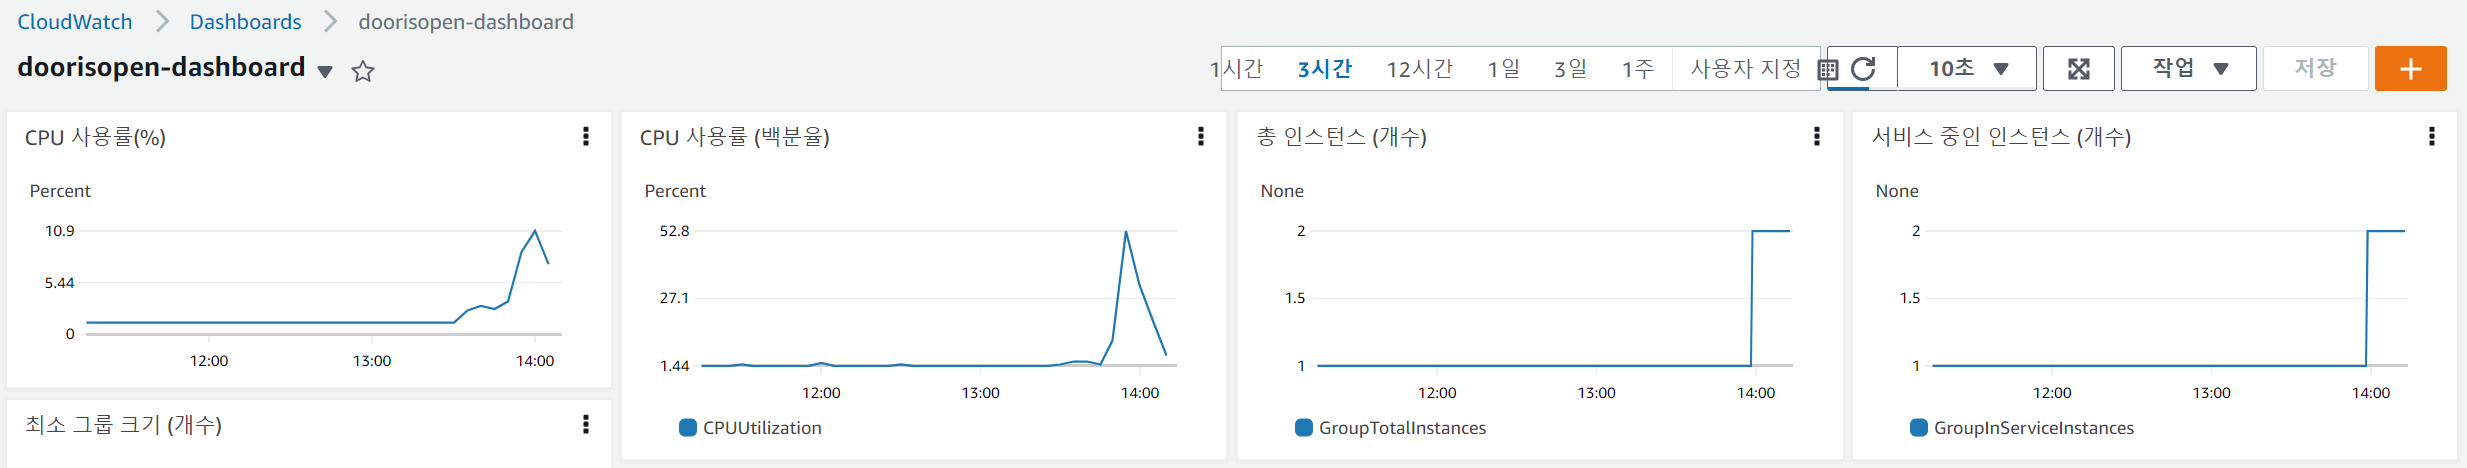 CloudWatch Dashboards doorisopen-dashboard
doorisopen-dashboard
1시간 3시간 12시간 1일 3일 1주 사용자 지정 10초 작업 저장
CPU 사용률(%)
Percent
10.9
5.44
0
12:00 13:00 14:00
CPU 사용률 (백분율)
Percent
52.8
27.1
1.44
12:00 13:00 14:00
CPUUtilization
총 인스턴스 (개수)
None
2
1.5
1
12:00 13:00 14:00
GroupTotalInstances
서비스 중인 인스턴스 (개수)
None
2
1.5
1
12:00 13:00 14:00
GroupInServiceInstances
최소 그룹 크기 (개수)